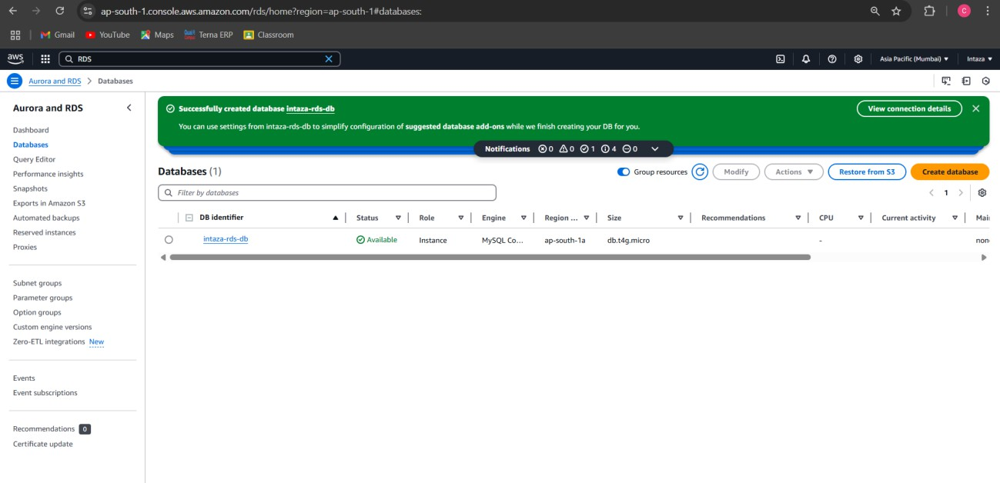 ap-south-1.console.aws.amazon.com/rds/home?region=ap-south-1#databases:
C
Gmail YouTube Maps Terna ERP Classroom
aws RDS Asia Pacific (Mumbai) Intaza
Aurora and RDS > Databases
Aurora and RDS
Dashboard
Databases
Query Editor
Performance insights
Snapshots
Exports in Amazon S3
Automated backups
Reserved instances
Proxies
Subnet groups
Parameter groups
Option groups
Custom engine versions
Zero-ETL integrations New
Events
Event subscriptions
Recommendations 0
Certificate update
Successfully created database intaza-rds-db View connection details
You can use settings from intaza-rds-db to simplify configuration of suggested database add-ons while we finish creating your DB for you.
Notifications 0 0 1 4 0
Databases (1) Group resources Modify Actions Restore from S3 Create database
Filter by databases 1
DB identifier Status Role Engine Region ... Size Recommendations CPU Current activity Mai
intaza-rds-db Available Instance MySQL Co... ap-south-1a db.t4g.micro - non